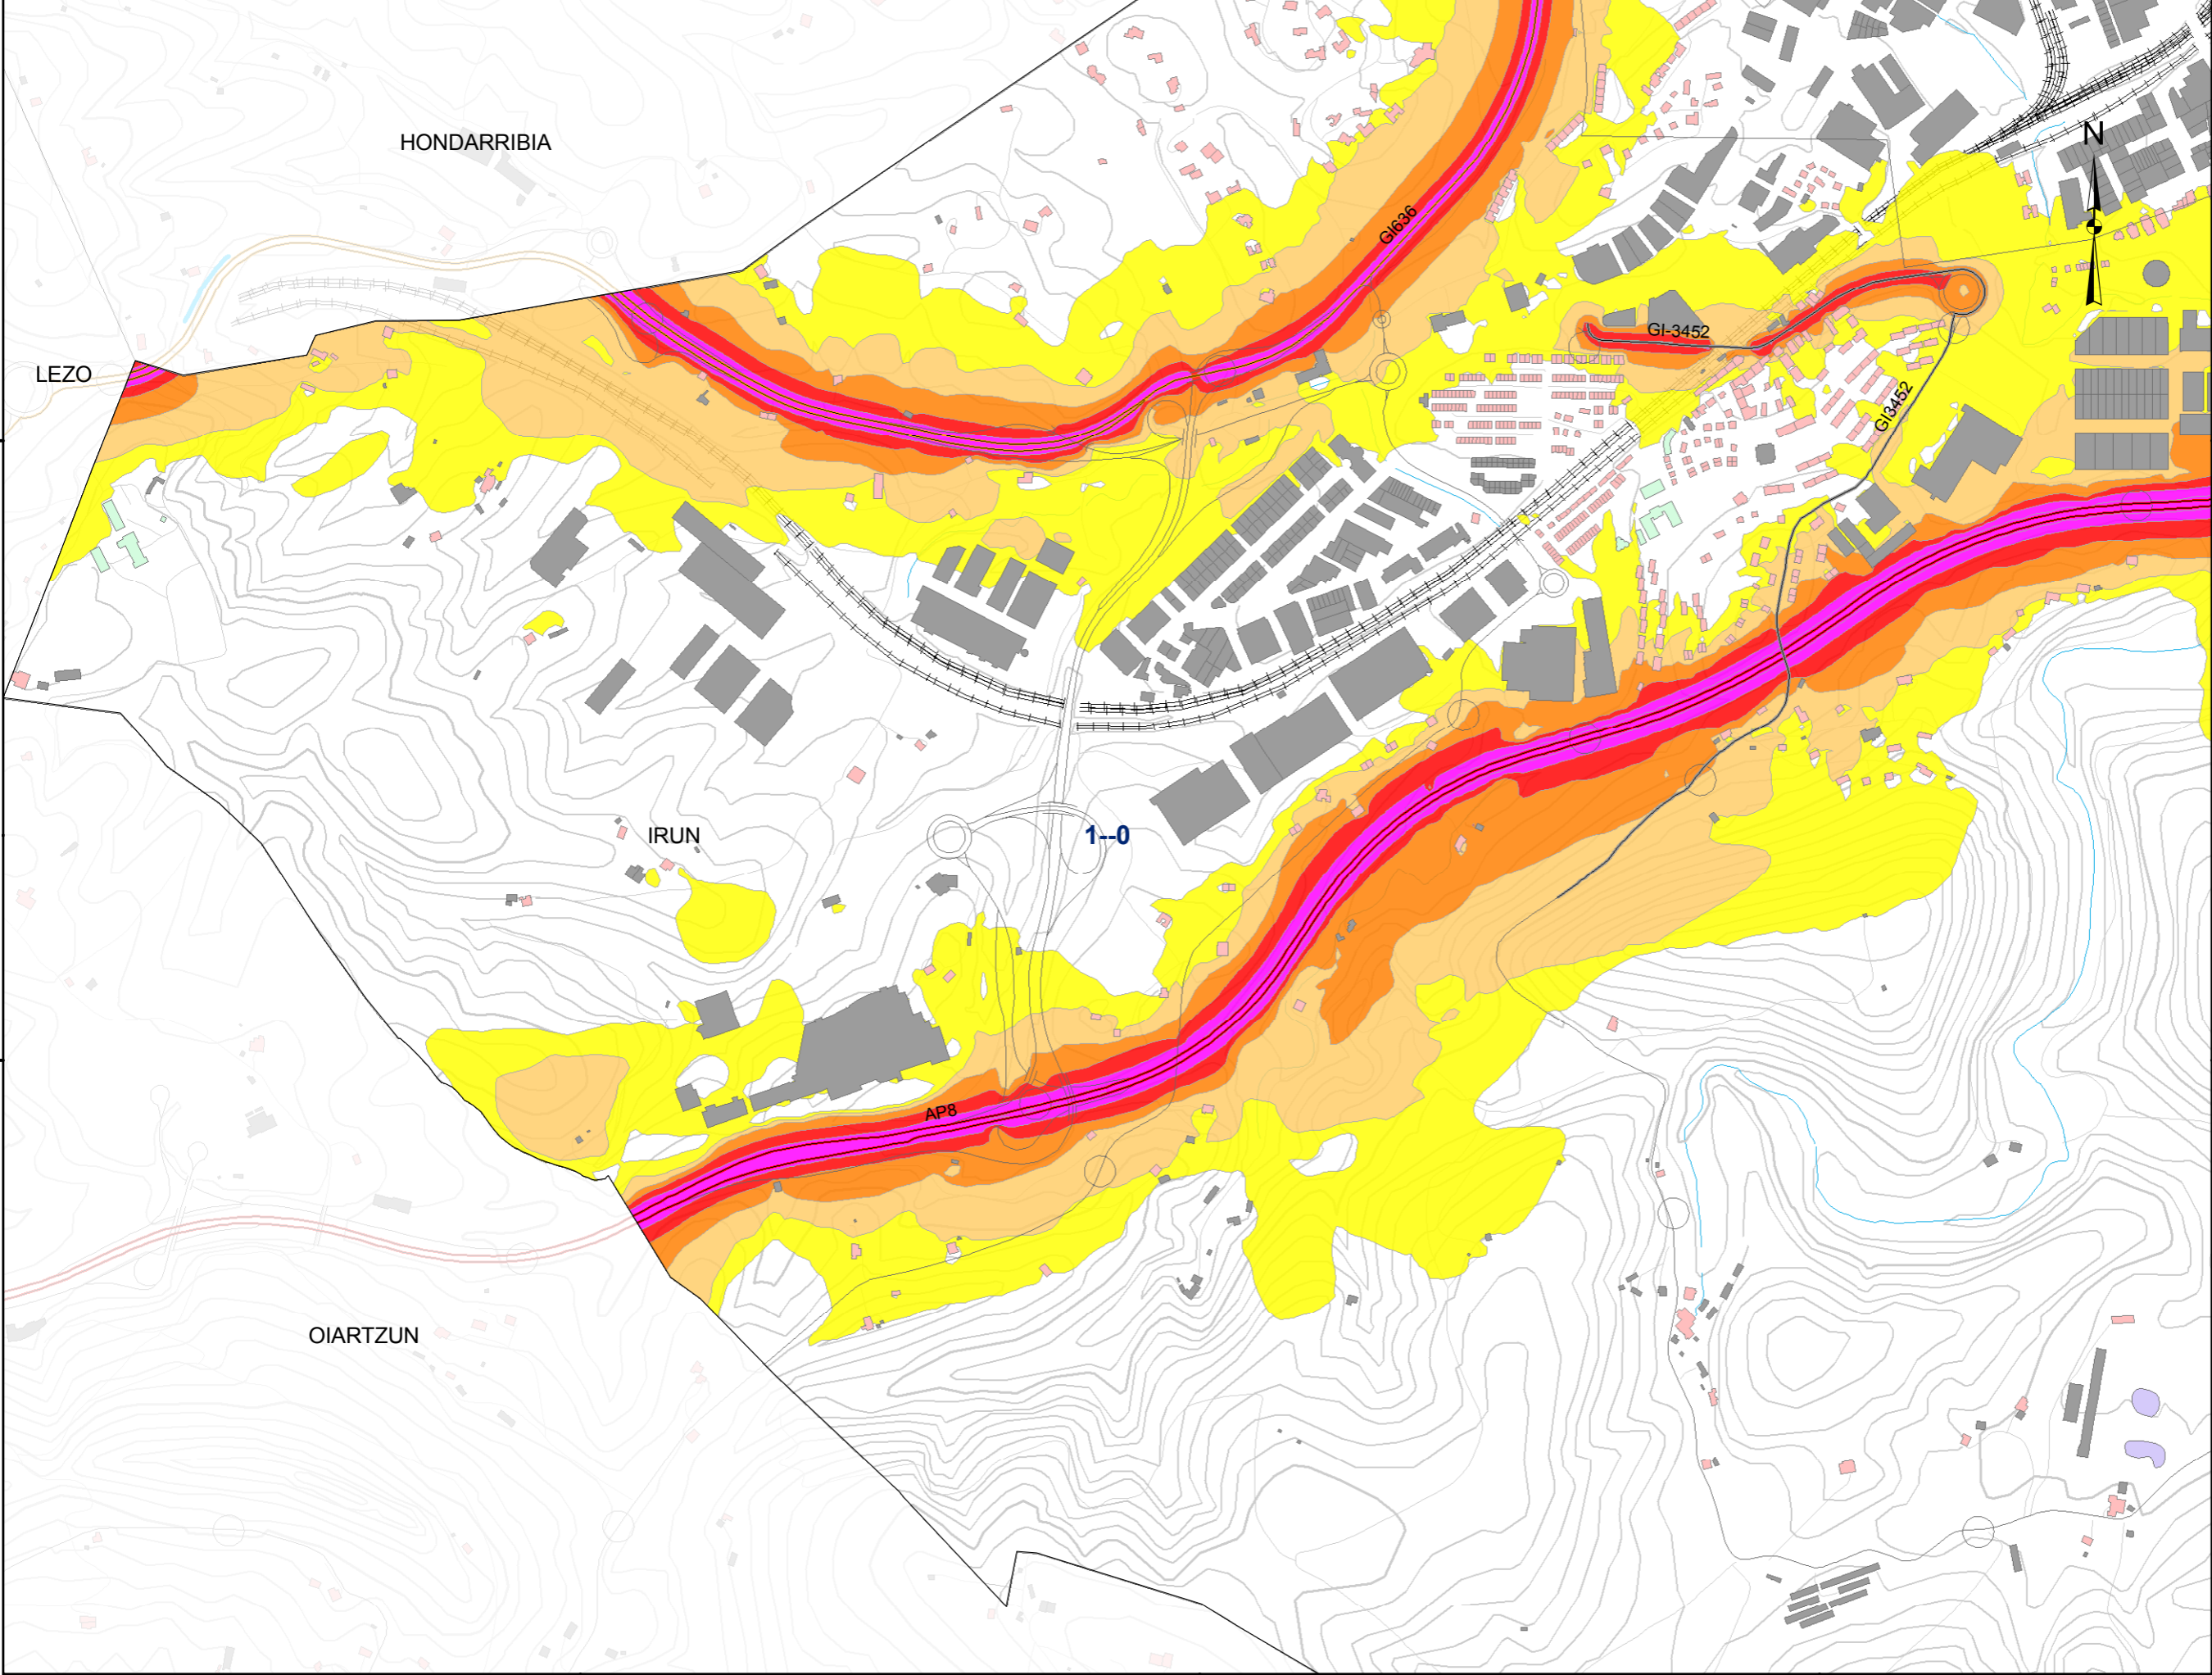 HONDARRIBIA
N
GI636
GI-3452
LEZO
GI3452
IRUN
1--0
AP8
OIARTZUN